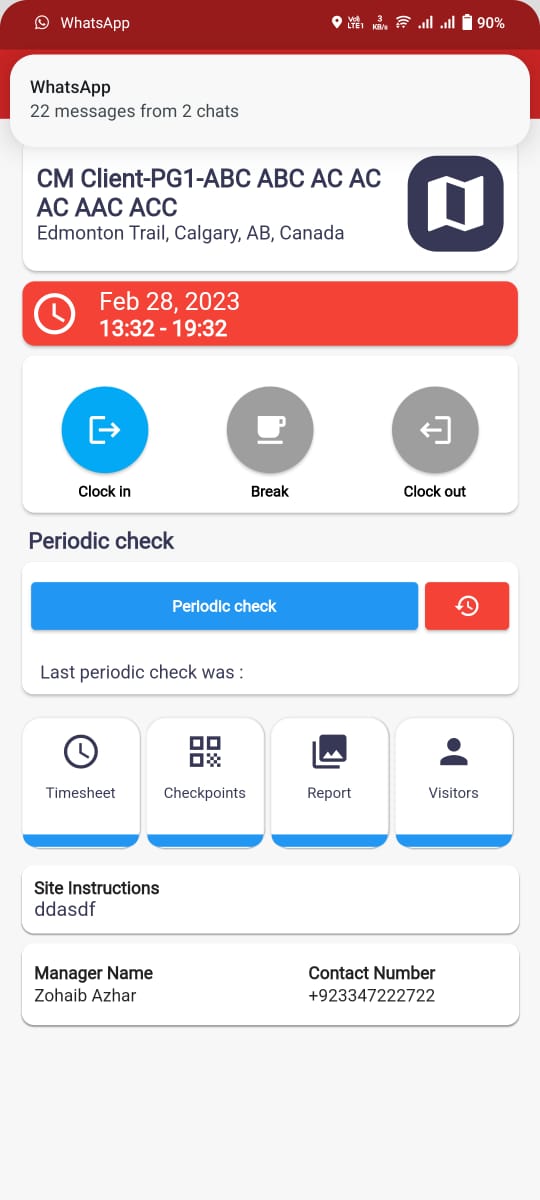 WhatsApp
VoB
LTE1
3
KB/s
90%
WhatsApp
22 messages from 2 chats
CM Client-PG1-ABC ABC AC AC
AC AAC ACC
Edmonton Trail, Calgary, AB, Canada
Feb 28, 2023
13:32 - 19:32
Clock in
Break
Clock out
Periodic check
Periodic check
Last periodic check was :
Timesheet
Checkpoints
Report
Visitors
Site Instructions
ddasdf
Manager Name
Contact Number
Zohaib Azhar
+923347222722